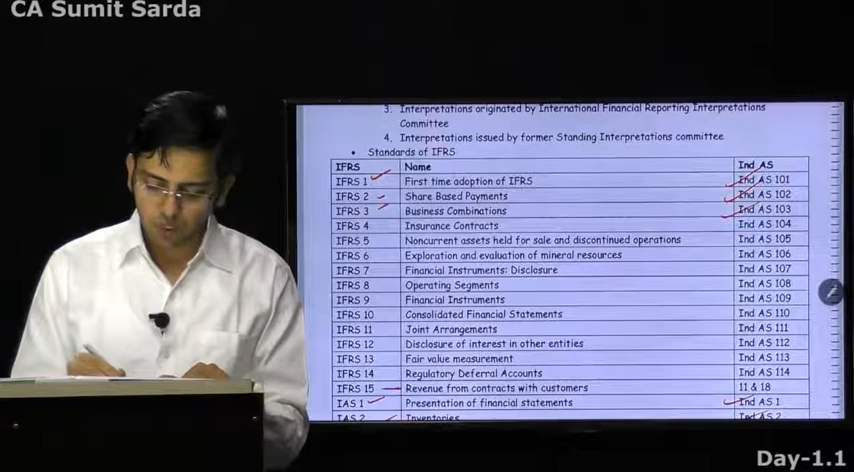 CA Sumit Sarda
3. Interpretations originated by International Financial Reporting Interpretations
Committee
4. Interpretations issued by former Standing Interpretations committee
• Standards of IFRS
IFRS Name Ind AS
IFRS 1 First time adoption of IFRS Ind AS 101
IFRS 2 Share Based Payments Ind AS 102
IFRS 3 Business Combinations Ind AS 103
IFRS 4 Insurance Contracts Ind AS 104
IFRS 5 Noncurrent assets held for sale and discontinued operations Ind AS 105
IFRS 6 Exploration and evaluation of mineral resources Ind AS 106
IFRS 7 Financial Instruments: Disclosure Ind AS 107
IFRS 8 Operating Segments Ind AS 108
IFRS 9 Financial Instruments Ind AS 109
IFRS 10 Consolidated Financial Statements Ind AS 110
IFRS 11 Joint Arrangements Ind AS 111
IFRS 12 Disclosure of interest in other entities Ind AS 112
IFRS 13 Fair value measurement Ind AS 113
IFRS 14 Regulatory Deferral Accounts Ind AS 114
IFRS 15 Revenue from contracts with customers 11 & 18
IAS 1 Presentation of financial statements Ind AS 1
IAS 2 Inventories Ind AS 2
Day-1.1